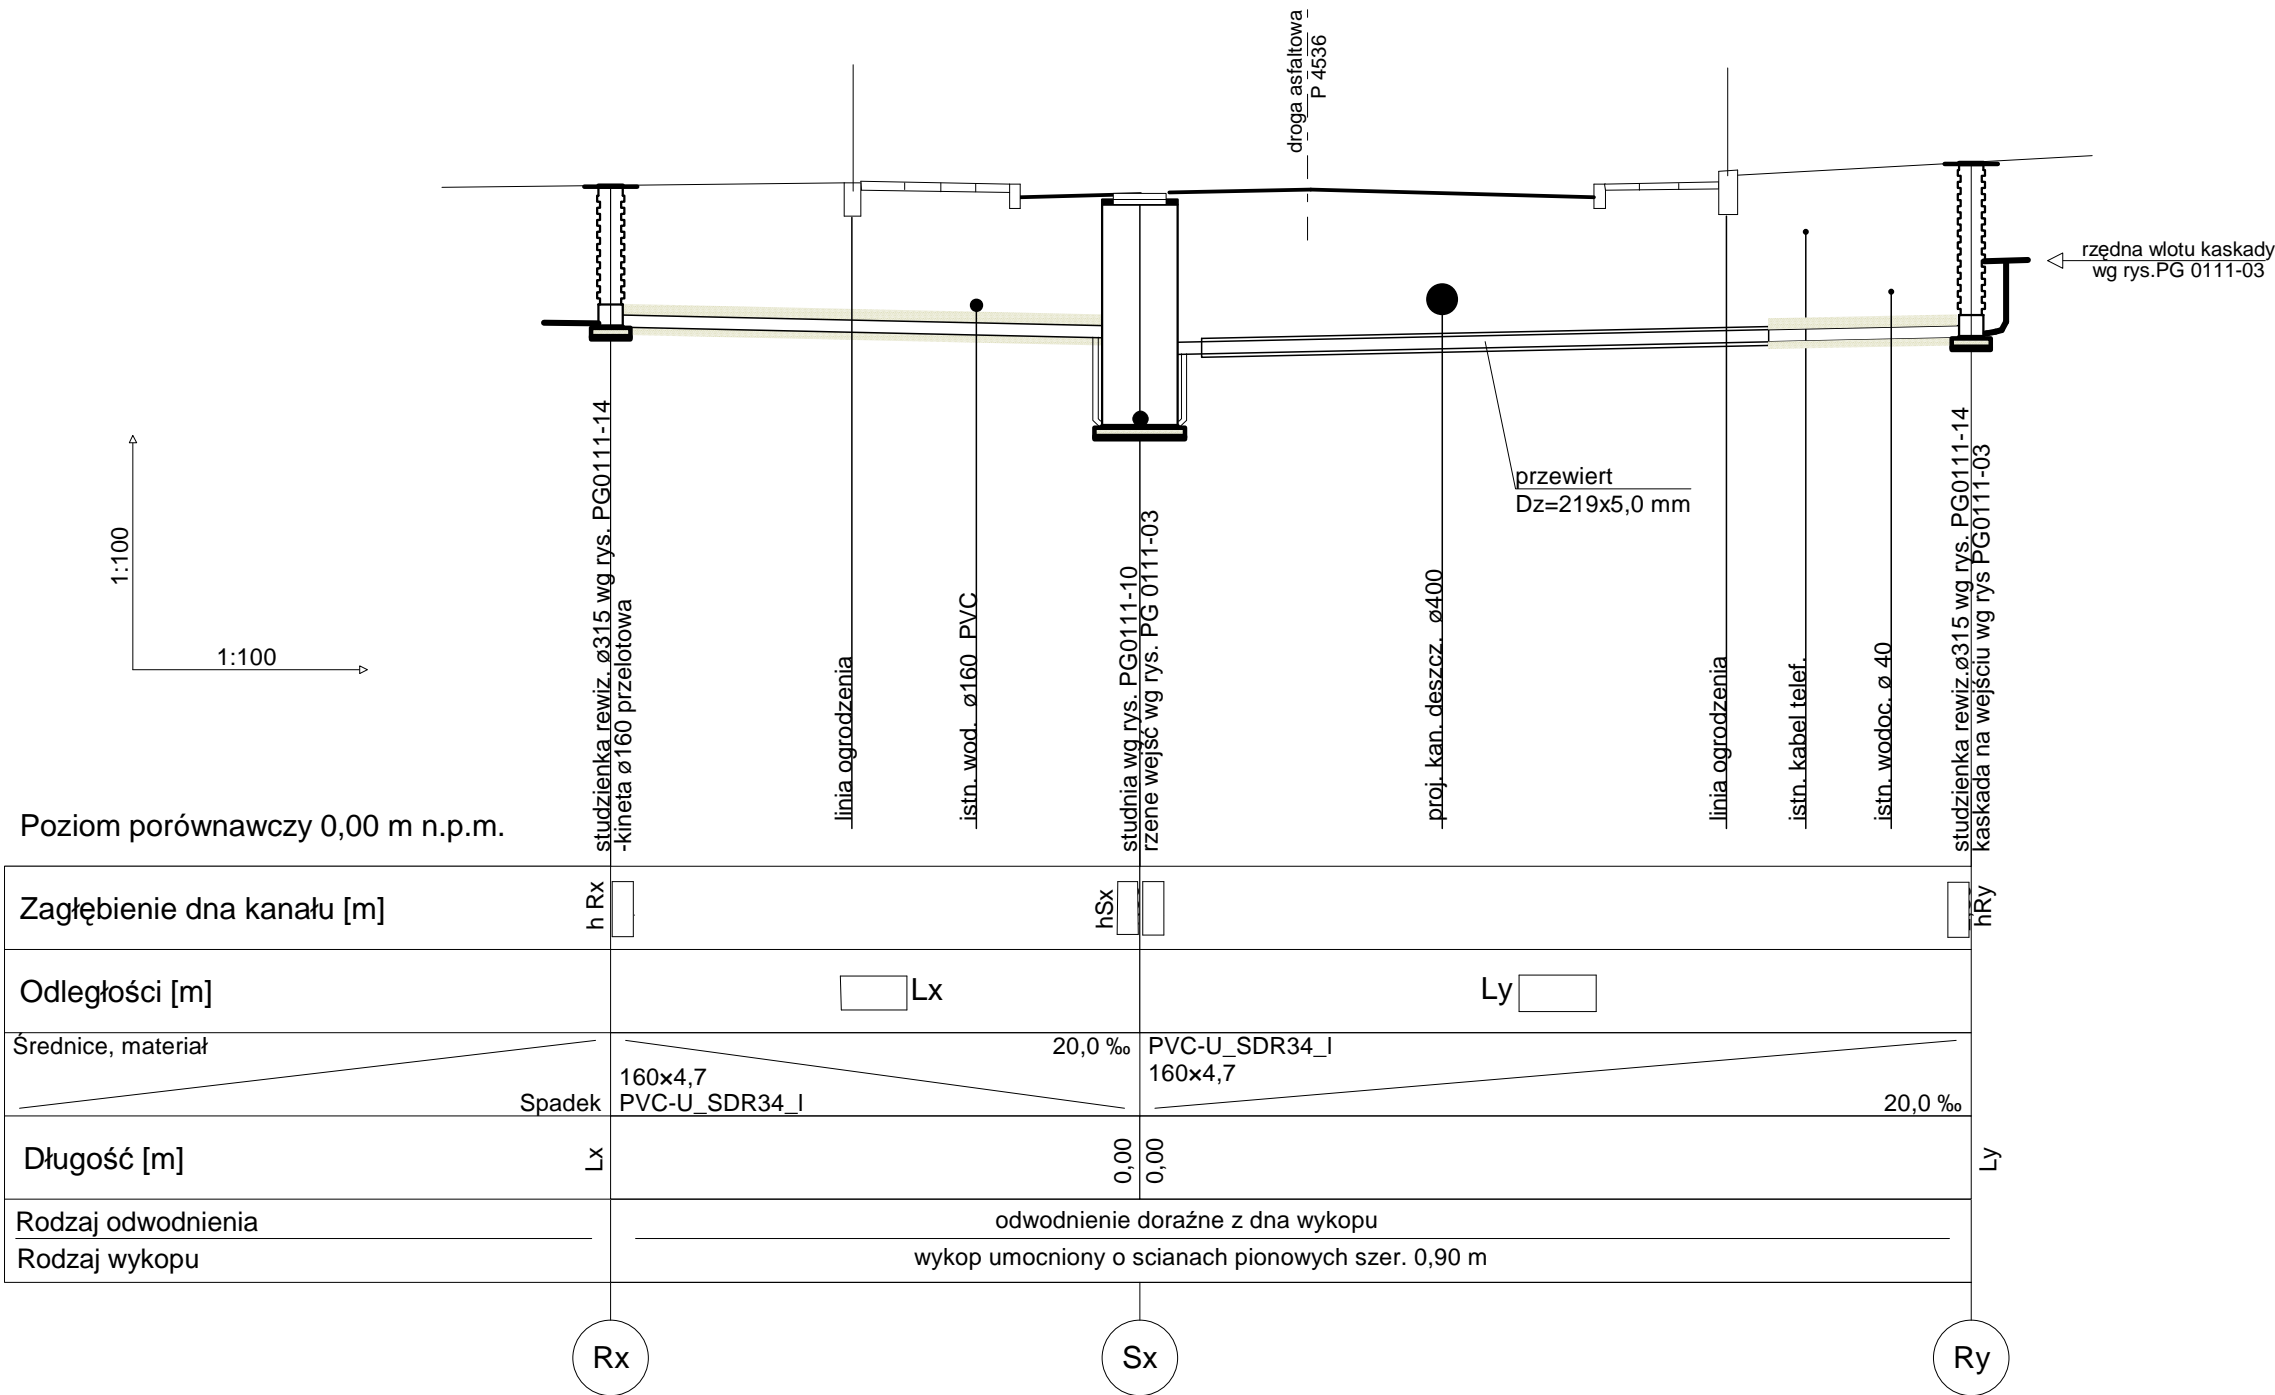 droga asfaltowa
P 4536
rzędna wlotu kaskady
wg rys.PG 0111-03
przewiert
Dz=219x5,0 mm
1:100
1:100
studzienka rewiz. ø315 wg rys. PG0111-14
-kineta ø160 przelotowa
linia ogrodzenia
istn. wod. ø160 PVC
studnia wg rys. PG0111-10
rzene wejść wg rys. PG 0111-03
proj. kan. deszcz. ø400
linia ogrodzenia
istn. kabel telef.
istn. wodoc. ø 40
studzienka rewiz.ø315 wg rys. PG0111-14
kaskada na wejściu wg rys PG0111-03
Poziom porównawczy 0,00 m n.p.m.
Zagłębienie dna kanału [m]
h Rx
hSx
hRy
Odległości [m]
Lx
Ly
Średnice, materiał
Spadek
20,0 ‰
160×4,7
PVC-U_SDR34_I
PVC-U_SDR34_I
160×4,7
20,0 ‰
Długość [m]
Lx
0,00
0,00
Ly
Rodzaj odwodnienia
odwodnienie doraźne z dna wykopu
Rodzaj wykopu
wykop umocniony o scianach pionowych szer. 0,90 m
Rx
Sx
Ry